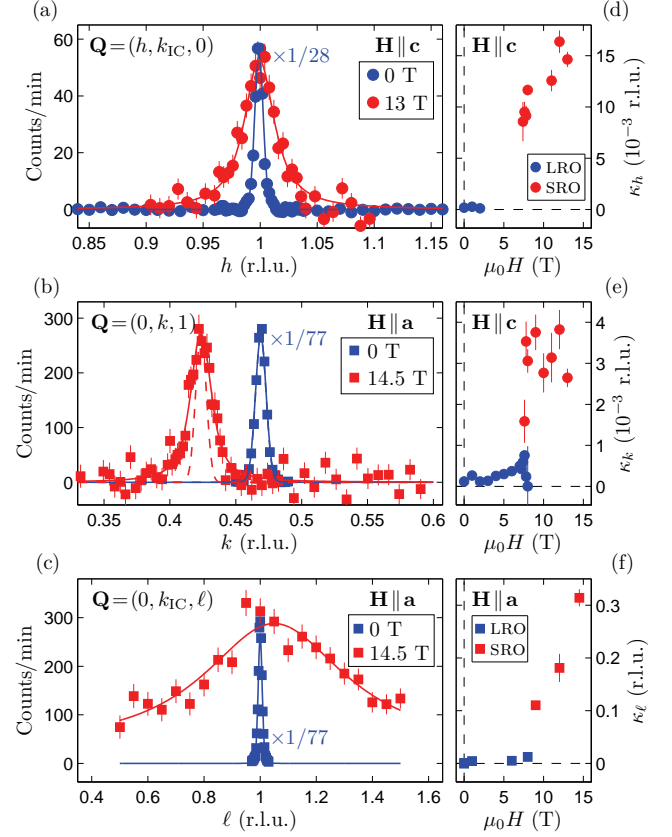 (a)
Q=(h, k_IC, 0)
H∥c
×1/28
0 T
13 T
Counts/min
60
40
20
0
0.85
0.9
0.95
1
1.05
1.10
1.15
h (r.l.u.)
(d)
H∥c
LRO
SRO
15
10
5
0
κ_h (10⁻³ r.l.u.)
0
5
10
15
μ₀H (T)
(b)
Q=(0, k, 1)
H∥a
×1/77
0 T
14.5 T
Counts/min
300
200
100
0
0.35
0.4
0.45
0.5
0.55
0.6
k (r.l.u.)
(e)
H∥c
4
3
2
1
0
κ_k (10⁻³ r.l.u.)
0
5
10
15
μ₀H (T)
(c)
Q=(0, k_IC, ℓ)
H∥a
0 T
14.5 T
×1/77
Counts/min
300
200
100
0
0.4
0.6
0.8
1
1.2
1.4
1.6
ℓ (r.l.u.)
(f)
H∥a
LRO
SRO
0.3
0.2
0.1
0
κ_ℓ (r.l.u.)
0
5
10
15
μ₀H (T)